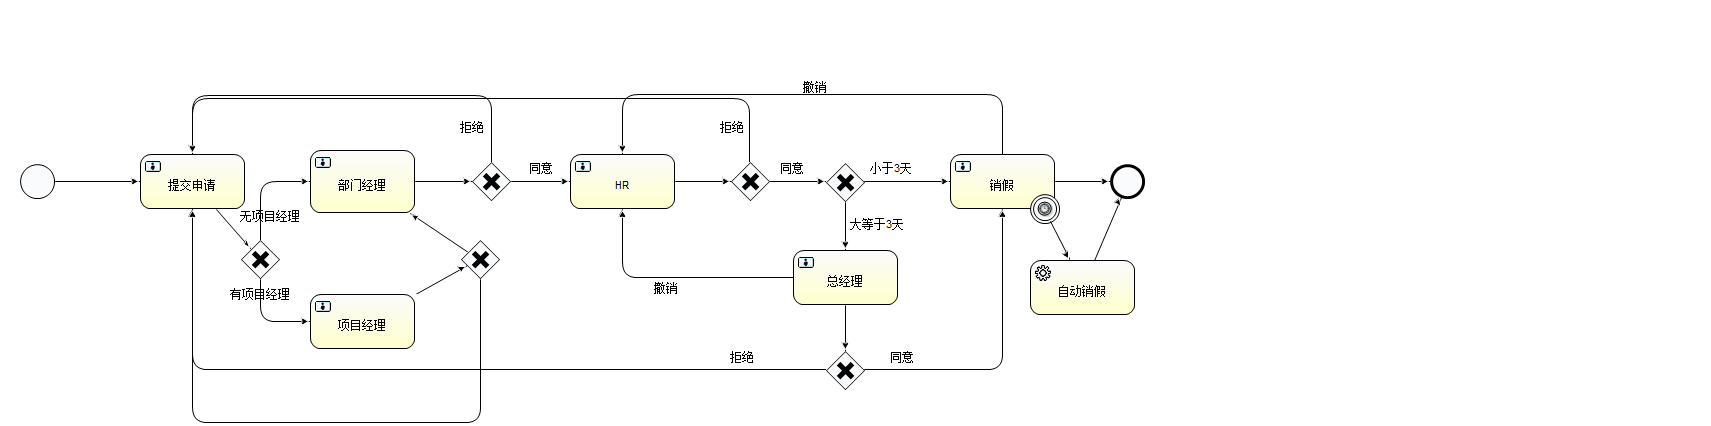 撤销
拒绝
拒绝
同意
同意
小于3天
提交申请
部门经理
HR
销假
无项目经理
大等于3天
有项目经理
撤销
总经理
自动销假
项目经理
拒绝
同意